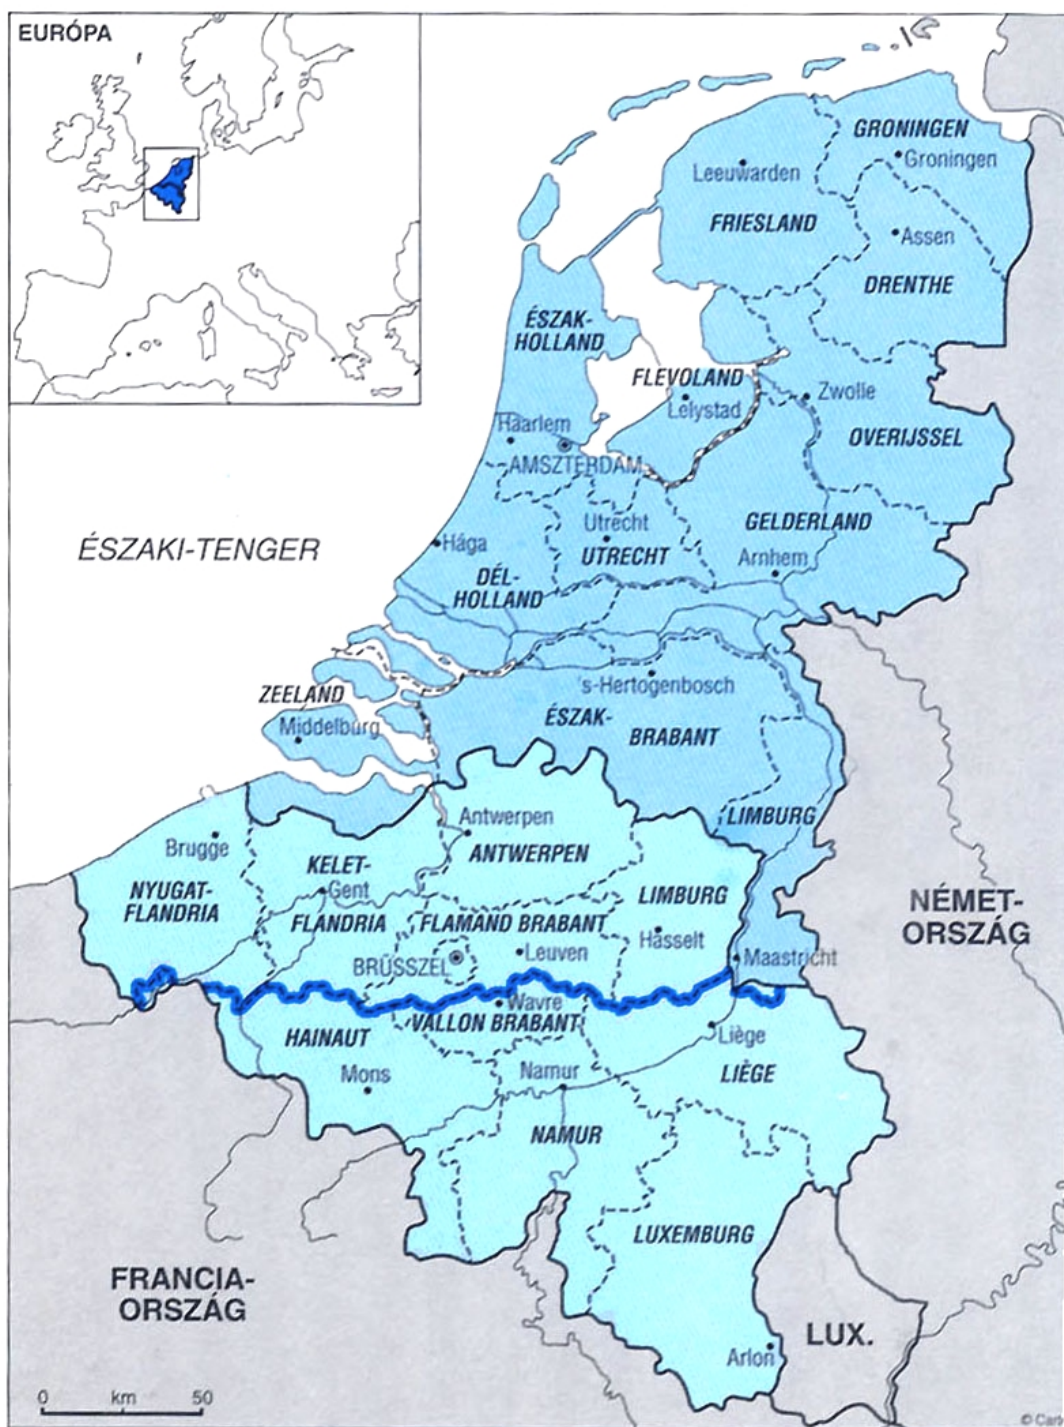 EURÓPA
GRONINGEN
Groningen
Leeuwarden
FRIESLAND
Assen
DRENTHE
ÉSZAK-
HOLLAND
FLEVOLAND
Lelystad
Zwolle
Haarlem
OVERIJSSEL
AMSZTERDAM
Utrecht
GELDERLAND
ÉSZAKI-TENGER
Hága
UTRECHT
Arnhem
DÉL-
HOLLAND
's-Hertogenbosch
ZEELAND
Middelburg
ÉSZAK-
BRABANT
LIMBURG
Antwerpen
Brugge
ANTWERPEN
KELET-
Gent
NYUGAT-
FLANDRIA
LIMBURG
NÉMET-
ORSZÁG
FLANDRIA
FLAMAND BRABANT
Hasselt
Leuven
BRÜSSZEL
Maastricht
Wavre
HAINAUT
VALLON BRABANT
Liège
Mons
Namur
LIÈGE
NAMUR
LUXEMBURG
FRANCIA-
ORSZÁG
LUX.
Arlon
0 km 50